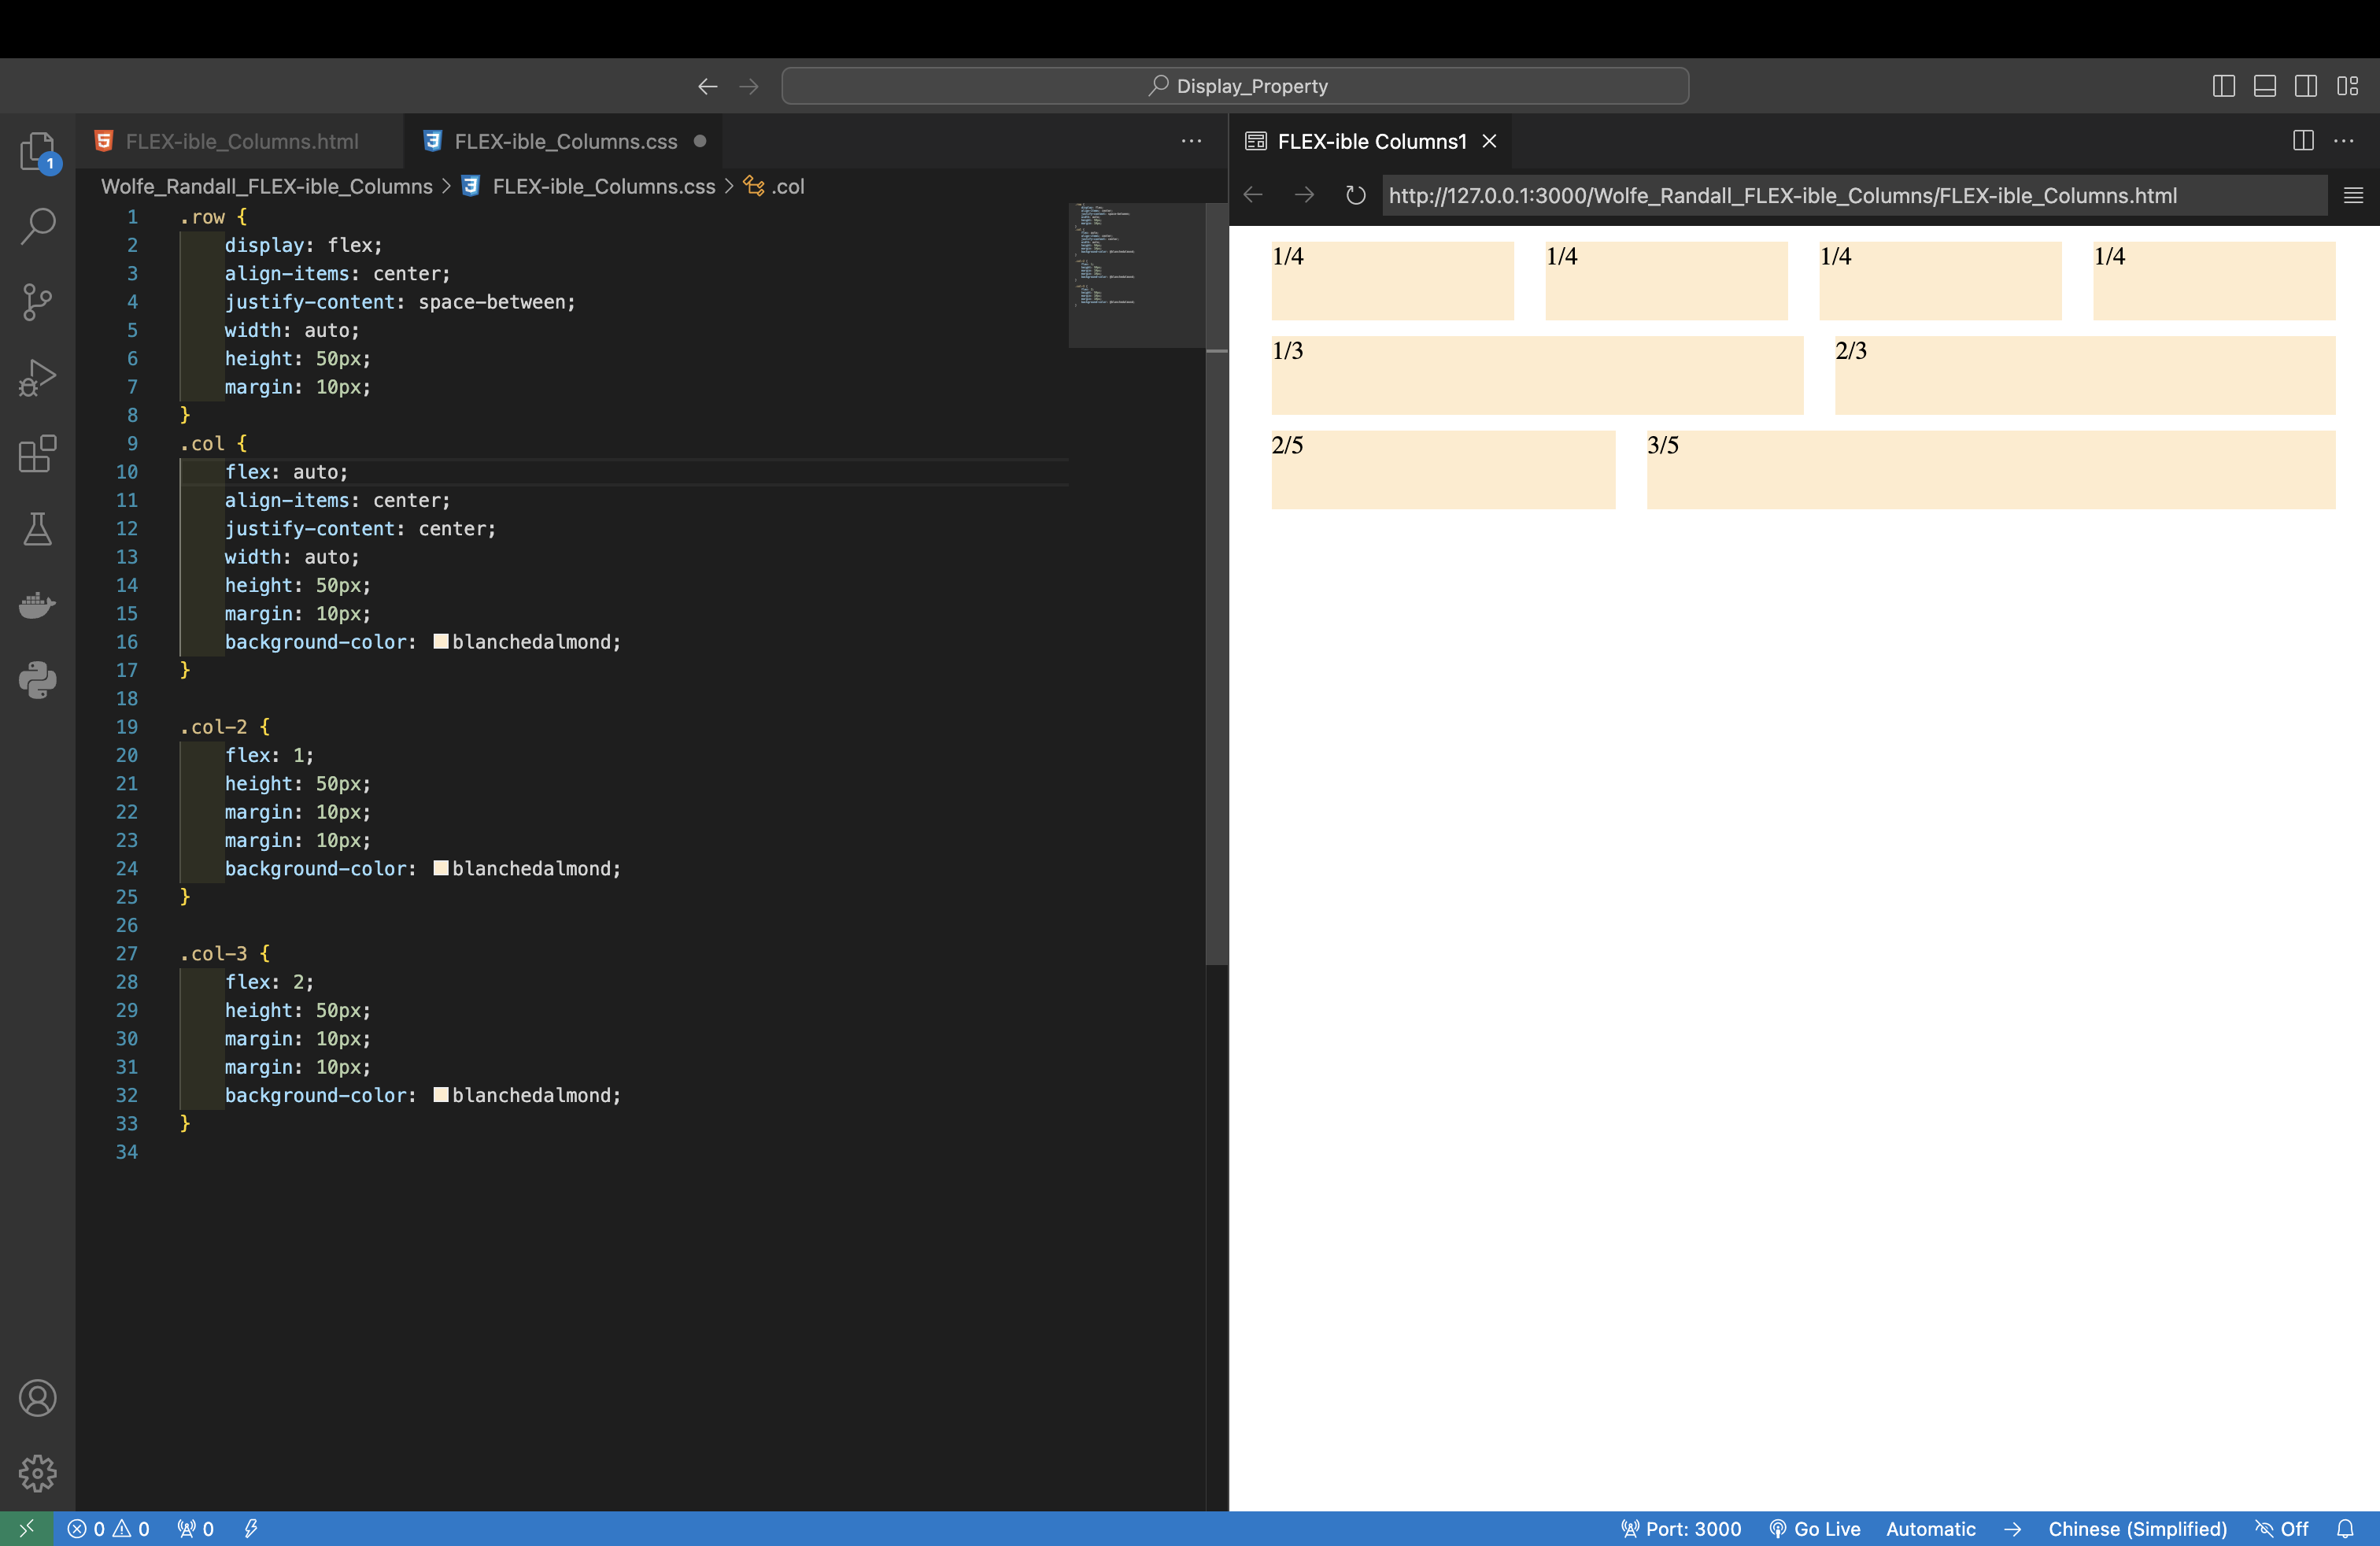 Display_Property
FLEX-ible_Columns.html
FLEX-ible_Columns.css
FLEX-ible Columns1
1
Wolfe_Randall_FLEX-ible_Columns > FLEX-ible_Columns.css > .col
http://127.0.0.1:3000/Wolfe_Randall_FLEX-ible_Columns/FLEX-ible_Columns.html
1 .row {
2 display: flex;
3 align-items: center;
4 justify-content: space-between;
5 width: auto;
6 height: 50px;
7 margin: 10px;
8 }
9 .col {
10 flex: auto;
11 align-items: center;
12 justify-content: center;
13 width: auto;
14 height: 50px;
15 margin: 10px;
16 background-color: blanchedalmond;
17 }
18
19 .col-2 {
20 flex: 1;
21 height: 50px;
22 margin: 10px;
23 margin: 10px;
24 background-color: blanchedalmond;
25 }
26
27 .col-3 {
28 flex: 2;
29 height: 50px;
30 margin: 10px;
31 margin: 10px;
32 background-color: blanchedalmond;
33 }
34
1/4 1/4 1/4 1/4
1/3 2/3
2/5 3/5
0 0 0 Port: 3000 Go Live Automatic Chinese (Simplified) Off